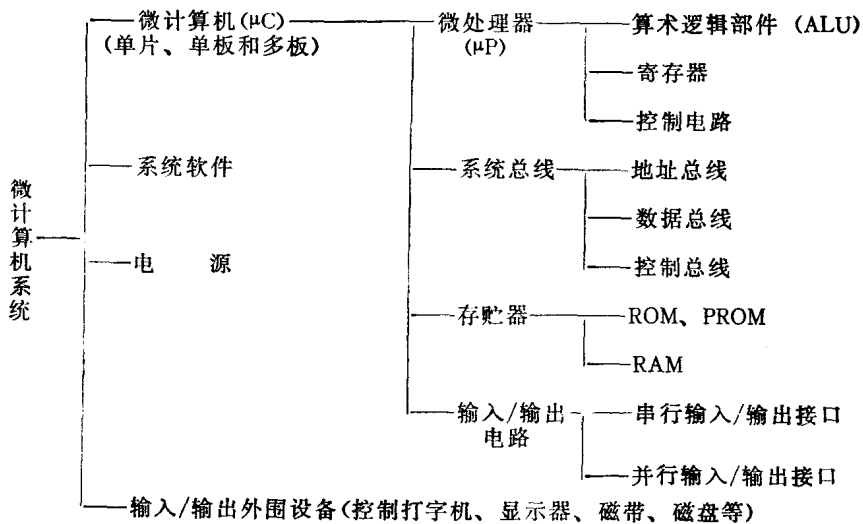 微计算机系统
微计算机(μC)
(单片、单板和多板)
微处理器
(μP)
算术逻辑部件 (ALU)
寄存器
控制电路
系统软件
系统总线
地址总线
数据总线
控制总线
电 源
存贮器
ROM、PROM
RAM
输入/输出
电路
串行输入/输出接口
并行输入/输出接口
输入/输出外围设备(控制打字机、显示器、磁带、磁盘等)